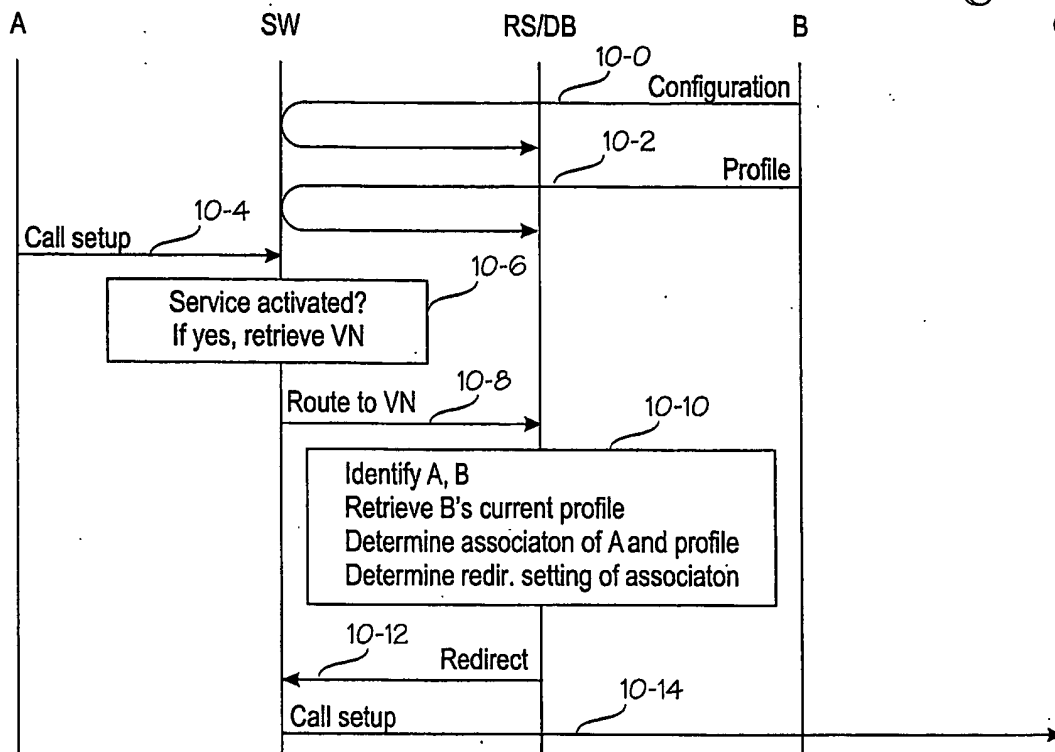 A SW RS/DB B
10-0
Configuration
10-2
Profile
10-4
Call setup
10-6
Service activated?
If yes, retrieve VN
10-8
Route to VN
10-10
Identify A, B
Retrieve B's current profile
Determine associaton of A and profile
Determine redir. setting of associaton
10-12
Redirect
10-14
Call setup